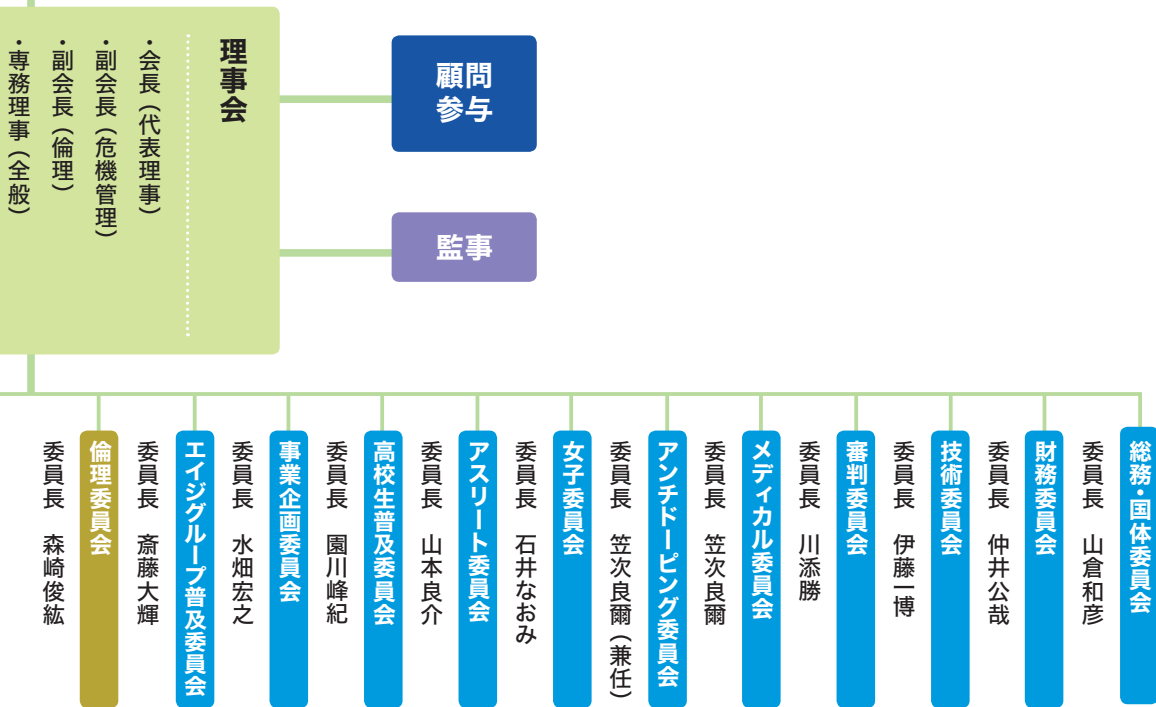 理事会
・会長（代表理事）
・副会長（危機管理）
・副会長（倫理）
・専務理事（全般）
顧問
参与
監事
総務・国体委員会
委員長　山倉和彦
財務委員会
委員長　仲井公哉
技術委員会
委員長　伊藤一博
審判委員会
委員長　川添勝
メディカル委員会
委員長　笠次良爾
アンチドーピング委員会
委員長　笠次良爾（兼任）
女子委員会
委員長　石井なおみ
アスリート委員会
委員長　山本良介
高校生普及委員会
委員長　園川峰紀
事業企画委員会
委員長　水畑宏之
エイジグループ普及委員会
委員長　斎藤大輝
倫理委員会
委員長　森崎俊紘